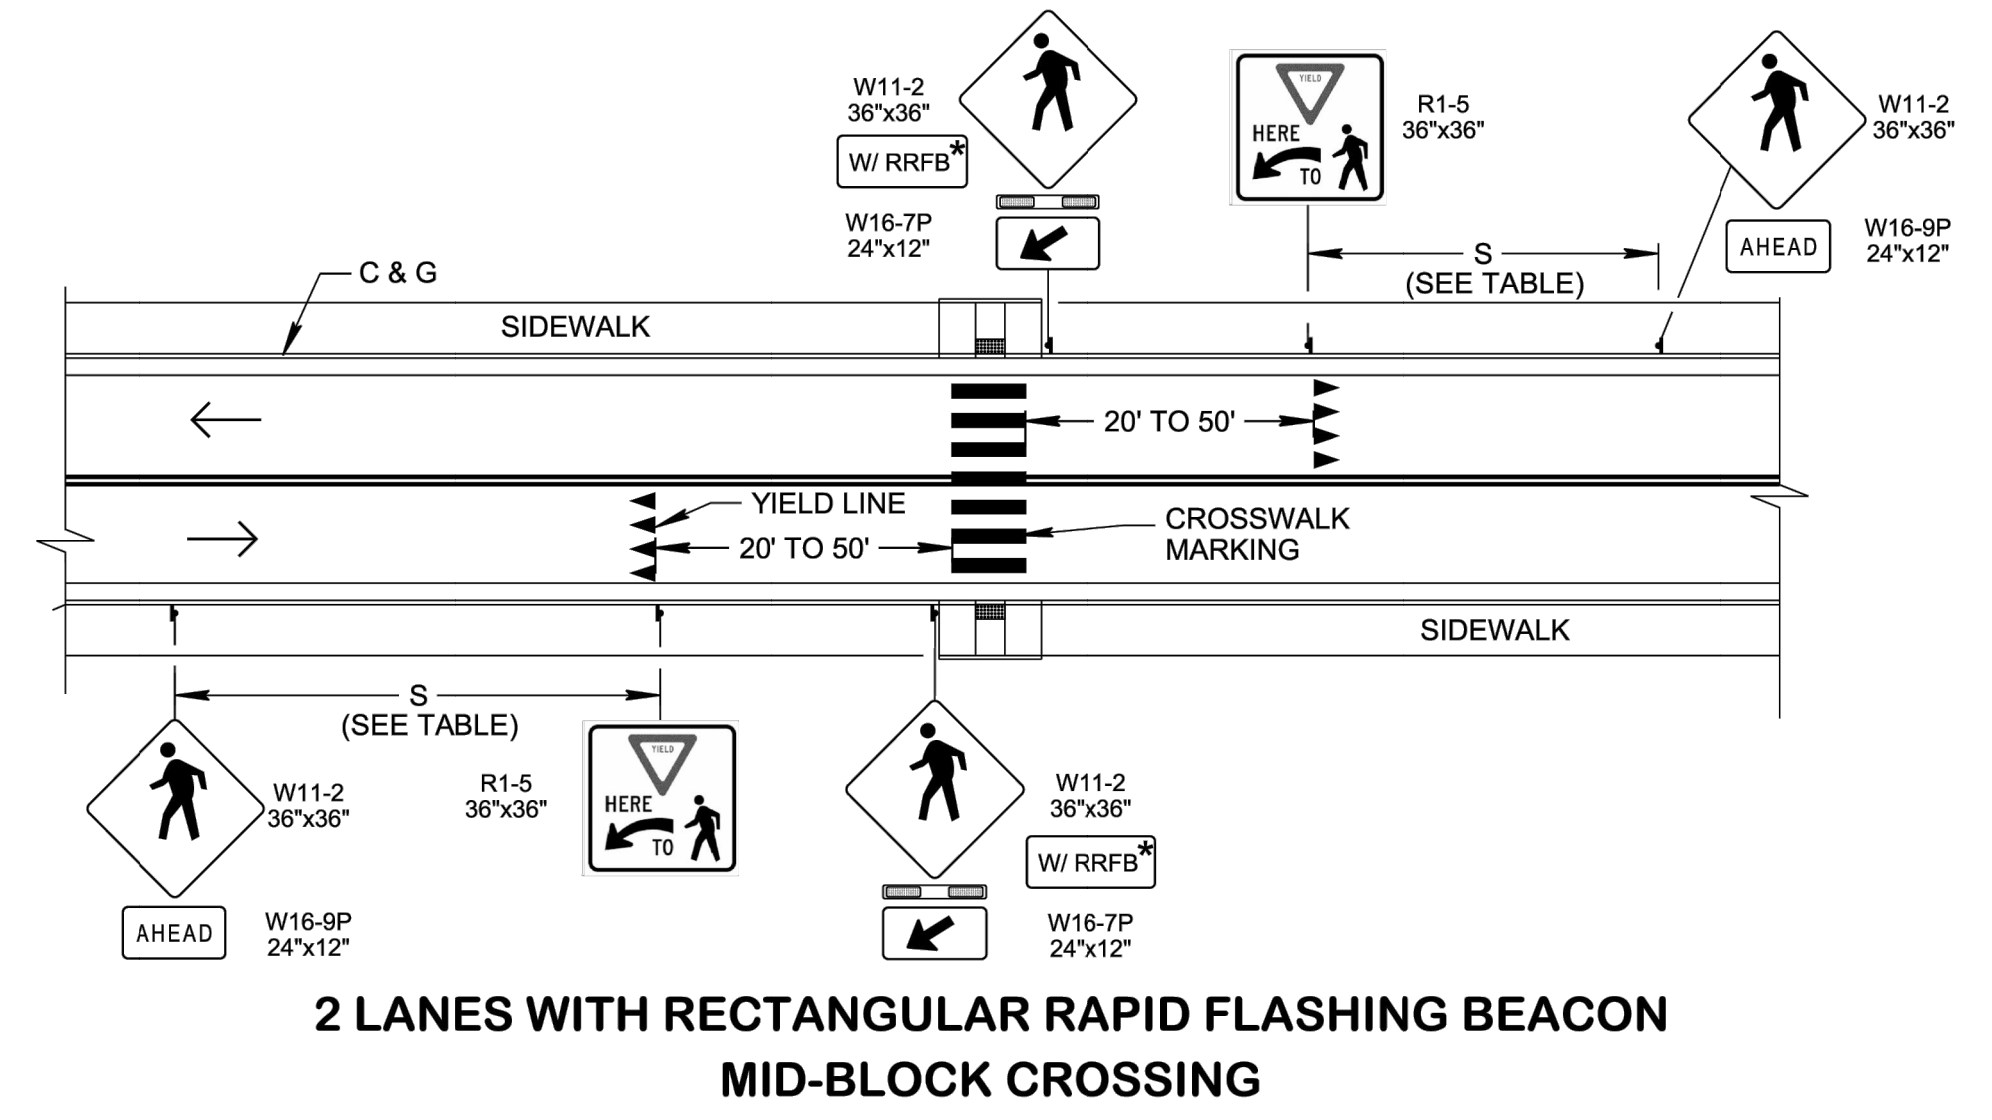 W11-2
36"x36"
W/ RRFB*
W16-7P
24"x12"
YIELD
HERE
TO
R1-5
36"x36"
W11-2
36"x36"
AHEAD
W16-9P
24"x12"
S
(SEE TABLE)
C & G
SIDEWALK
20' TO 50'
YIELD LINE
20' TO 50'
CROSSWALK
MARKING
SIDEWALK
S
(SEE TABLE)
W11-2
36"x36"
AHEAD
W16-9P
24"x12"
R1-5
36"x36"
YIELD
HERE
TO
W11-2
36"x36"
W/ RRFB*
W16-7P
24"x12"
2 LANES WITH RECTANGULAR RAPID FLASHING BEACON
MID-BLOCK CROSSING